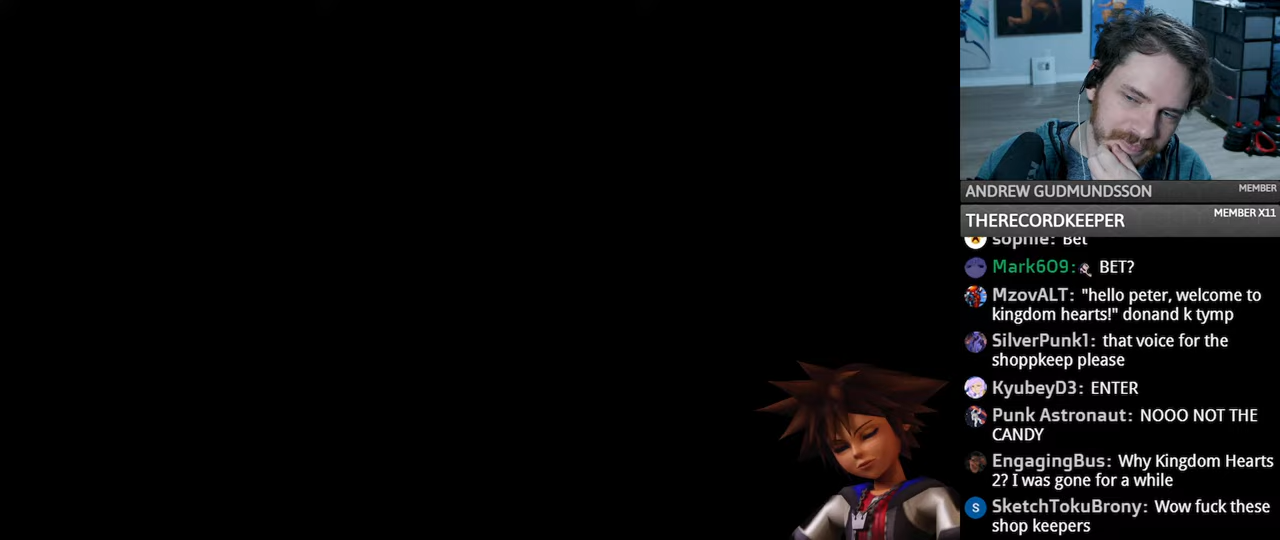 ANDREW GUDMUNDSSON MEMBER
THERECORDKEEPER MEMBER X11
sophie: Bet
Mark609: BET?
MzovALT: "hello peter, welcome to
kingdom hearts!" donand k tymp
SilverPunk1: that voice for the
shoppkeep please
KyubeyD3: ENTER
Punk Astronaut: NOOO NOT THE
CANDY
EngagingBus: Why Kingdom Hearts
2? I was gone for a while
S SketchTokuBrony: Wow fuck these
shop keepers